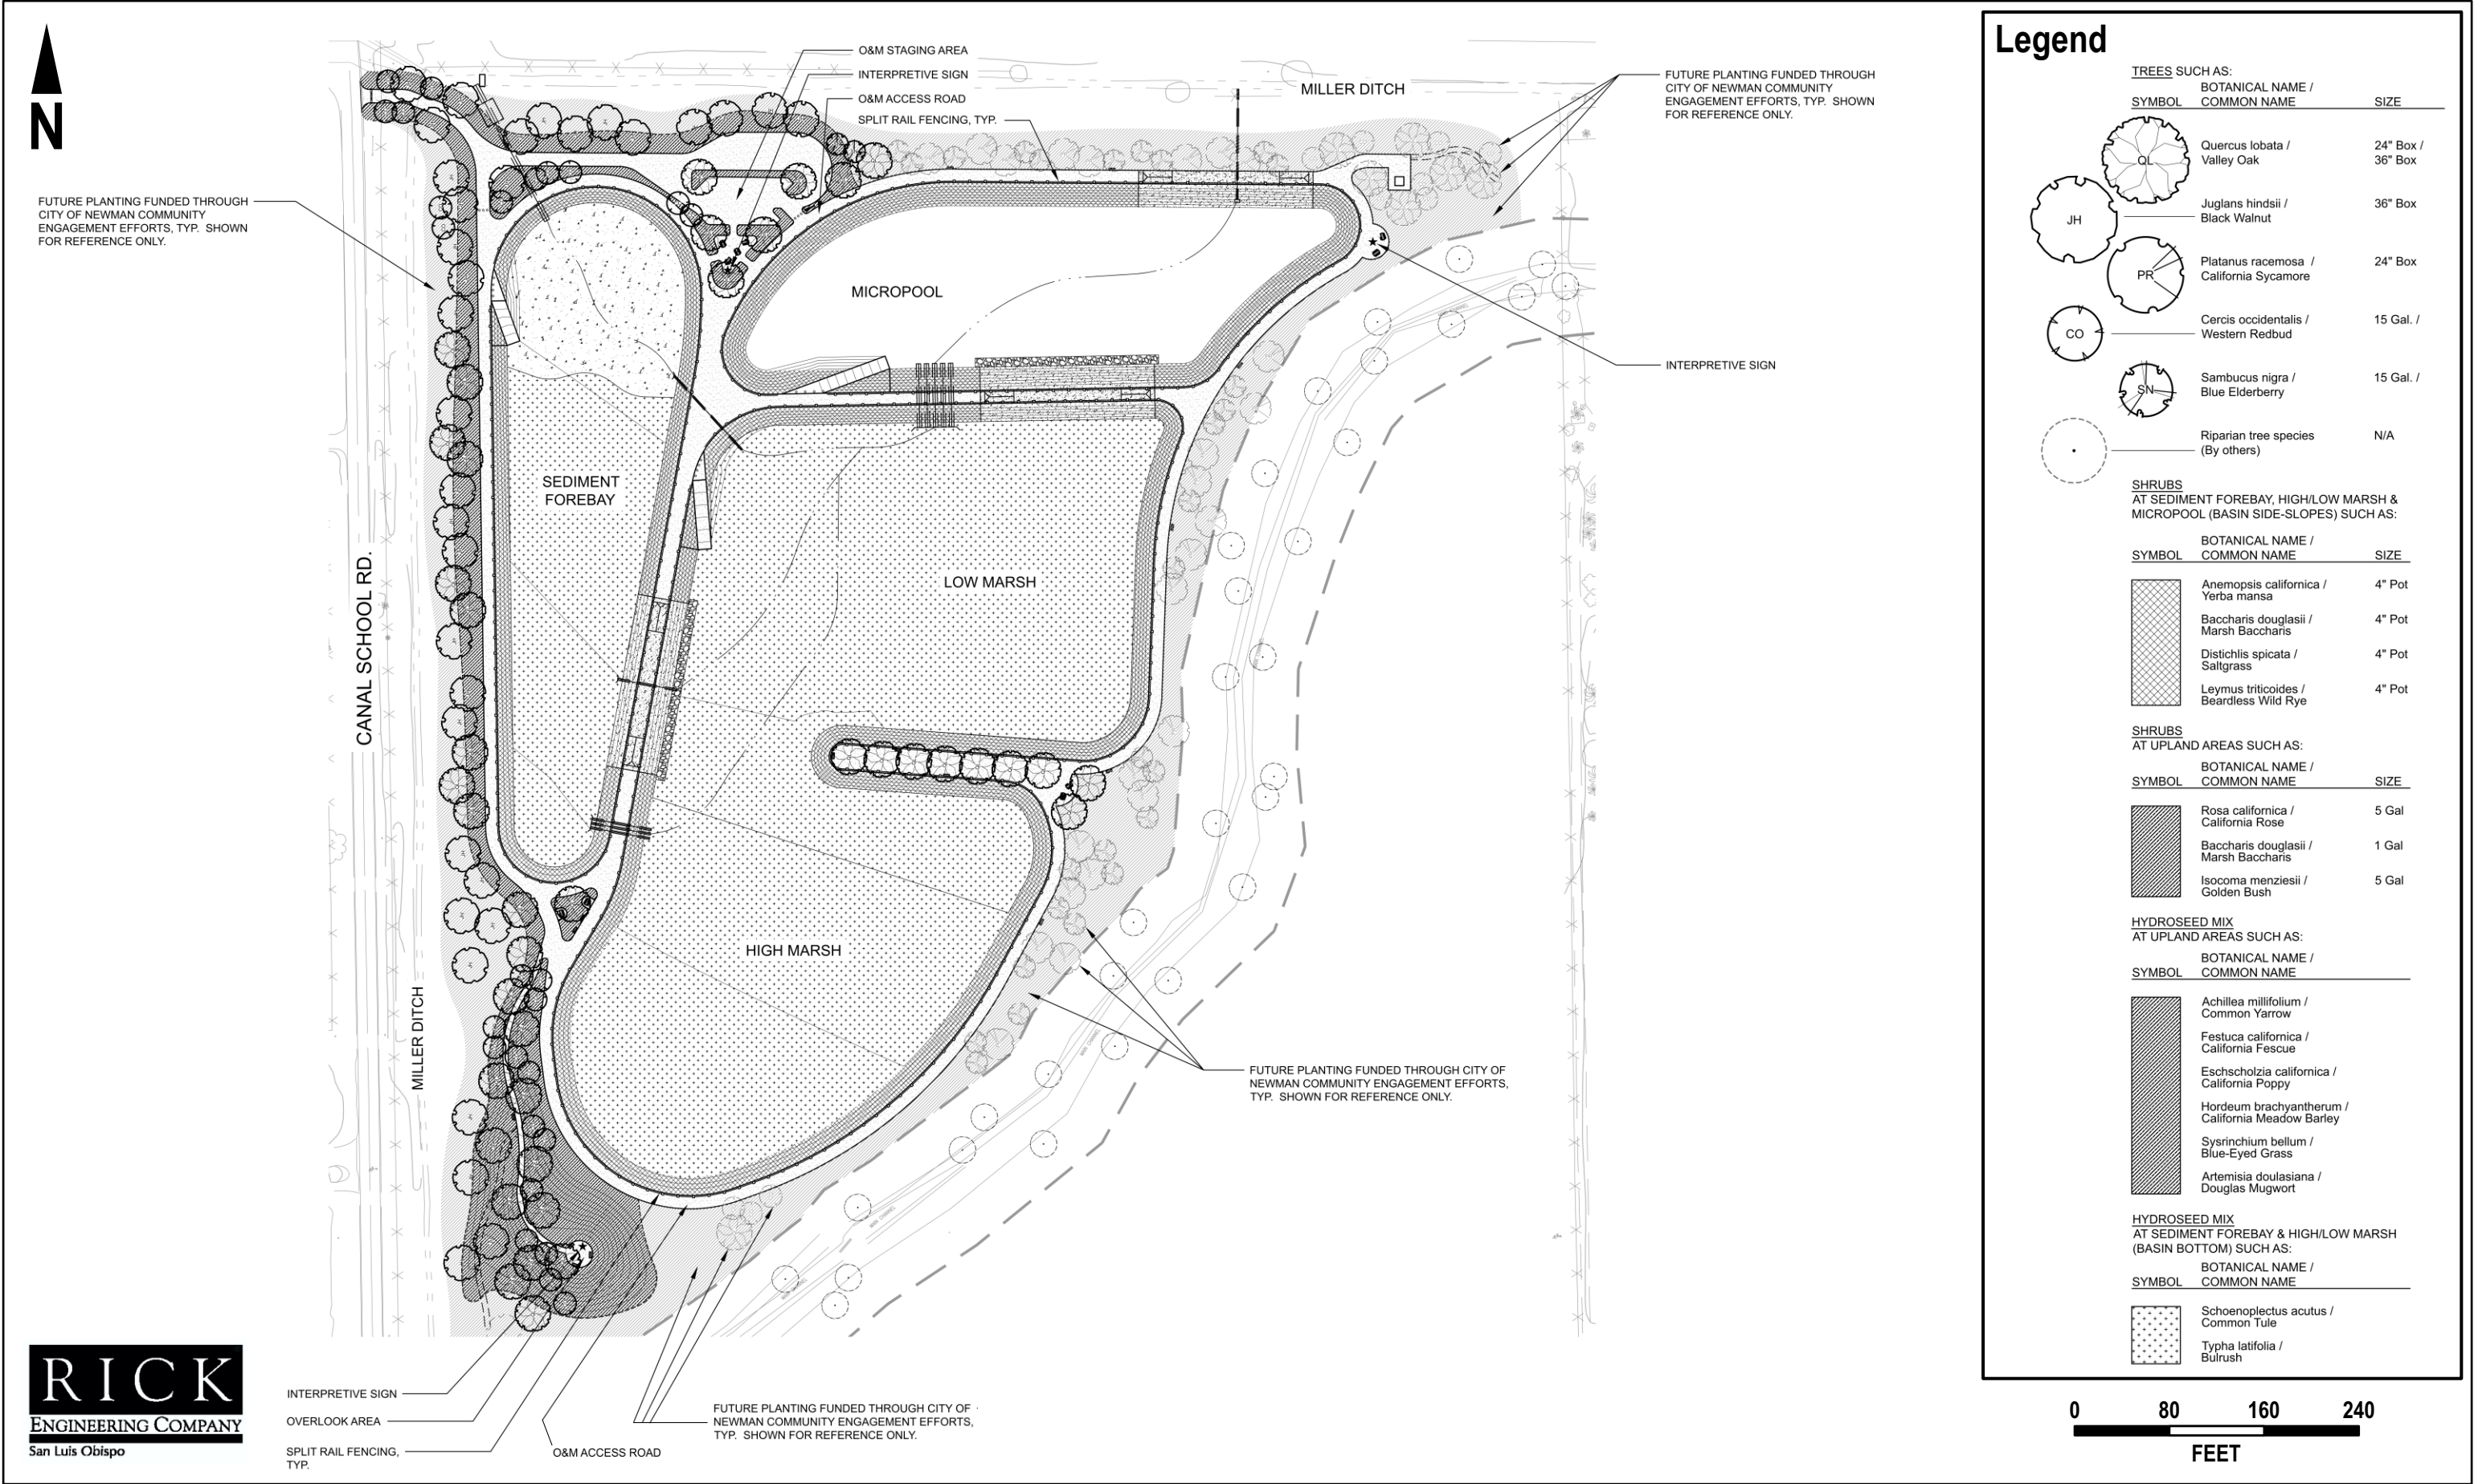 N
O&M STAGING AREA
INTERPRETIVE SIGN
O&M ACCESS ROAD
SPLIT RAIL FENCING, TYP.
MILLER DITCH
FUTURE PLANTING FUNDED THROUGH
CITY OF NEWMAN COMMUNITY
ENGAGEMENT EFFORTS, TYP. SHOWN
FOR REFERENCE ONLY.
FUTURE PLANTING FUNDED THROUGH
CITY OF NEWMAN COMMUNITY
ENGAGEMENT EFFORTS, TYP. SHOWN
FOR REFERENCE ONLY.
MICROPOOL
INTERPRETIVE SIGN
SEDIMENT
FOREBAY
LOW MARSH
CANAL SCHOOL RD.
HIGH MARSH
MILLER DITCH
FUTURE PLANTING FUNDED THROUGH CITY OF
NEWMAN COMMUNITY ENGAGEMENT EFFORTS,
TYP. SHOWN FOR REFERENCE ONLY.
INTERPRETIVE SIGN
OVERLOOK AREA
SPLIT RAIL FENCING,
TYP.
O&M ACCESS ROAD
FUTURE PLANTING FUNDED THROUGH CITY OF
NEWMAN COMMUNITY ENGAGEMENT EFFORTS,
TYP. SHOWN FOR REFERENCE ONLY.
RICK
ENGINEERING COMPANY
San Luis Obispo
Legend
TREES SUCH AS:
BOTANICAL NAME /
SYMBOL COMMON NAME SIZE
QL Quercus lobata / 24" Box /
Valley Oak 36" Box
JH Juglans hindsii / 36" Box
Black Walnut
PR Platanus racemosa / 24" Box
California Sycamore
CO Cercis occidentalis / 15 Gal. /
Western Redbud
SN Sambucus nigra / 15 Gal. /
Blue Elderberry
Riparian tree species N/A
(By others)
SHRUBS
AT SEDIMENT FOREBAY, HIGH/LOW MARSH &
MICROPOOL (BASIN SIDE-SLOPES) SUCH AS:
BOTANICAL NAME /
SYMBOL COMMON NAME SIZE
Anemopsis californica / 4" Pot
Yerba mansa
Baccharis douglasii / 4" Pot
Marsh Baccharis
Distichlis spicata / 4" Pot
Saltgrass
Leymus triticoides / 4" Pot
Beardless Wild Rye
SHRUBS
AT UPLAND AREAS SUCH AS:
BOTANICAL NAME /
SYMBOL COMMON NAME SIZE
Rosa californica / 5 Gal
California Rose
Baccharis douglasii / 1 Gal
Marsh Baccharis
Isocoma menziesii / 5 Gal
Golden Bush
HYDROSEED MIX
AT UPLAND AREAS SUCH AS:
BOTANICAL NAME /
SYMBOL COMMON NAME
Achillea millifolium /
Common Yarrow
Festuca californica /
California Fescue
Eschscholzia californica /
California Poppy
Hordeum brachyantherum /
California Meadow Barley
Sysrinchium bellum /
Blue-Eyed Grass
Artemisia doulasiana /
Douglas Mugwort
HYDROSEED MIX
AT SEDIMENT FOREBAY & HIGH/LOW MARSH
(BASIN BOTTOM) SUCH AS:
BOTANICAL NAME /
SYMBOL COMMON NAME
Schoenoplectus acutus /
Common Tule
Typha latifolia /
Bulrush
0 80 160 240
FEET